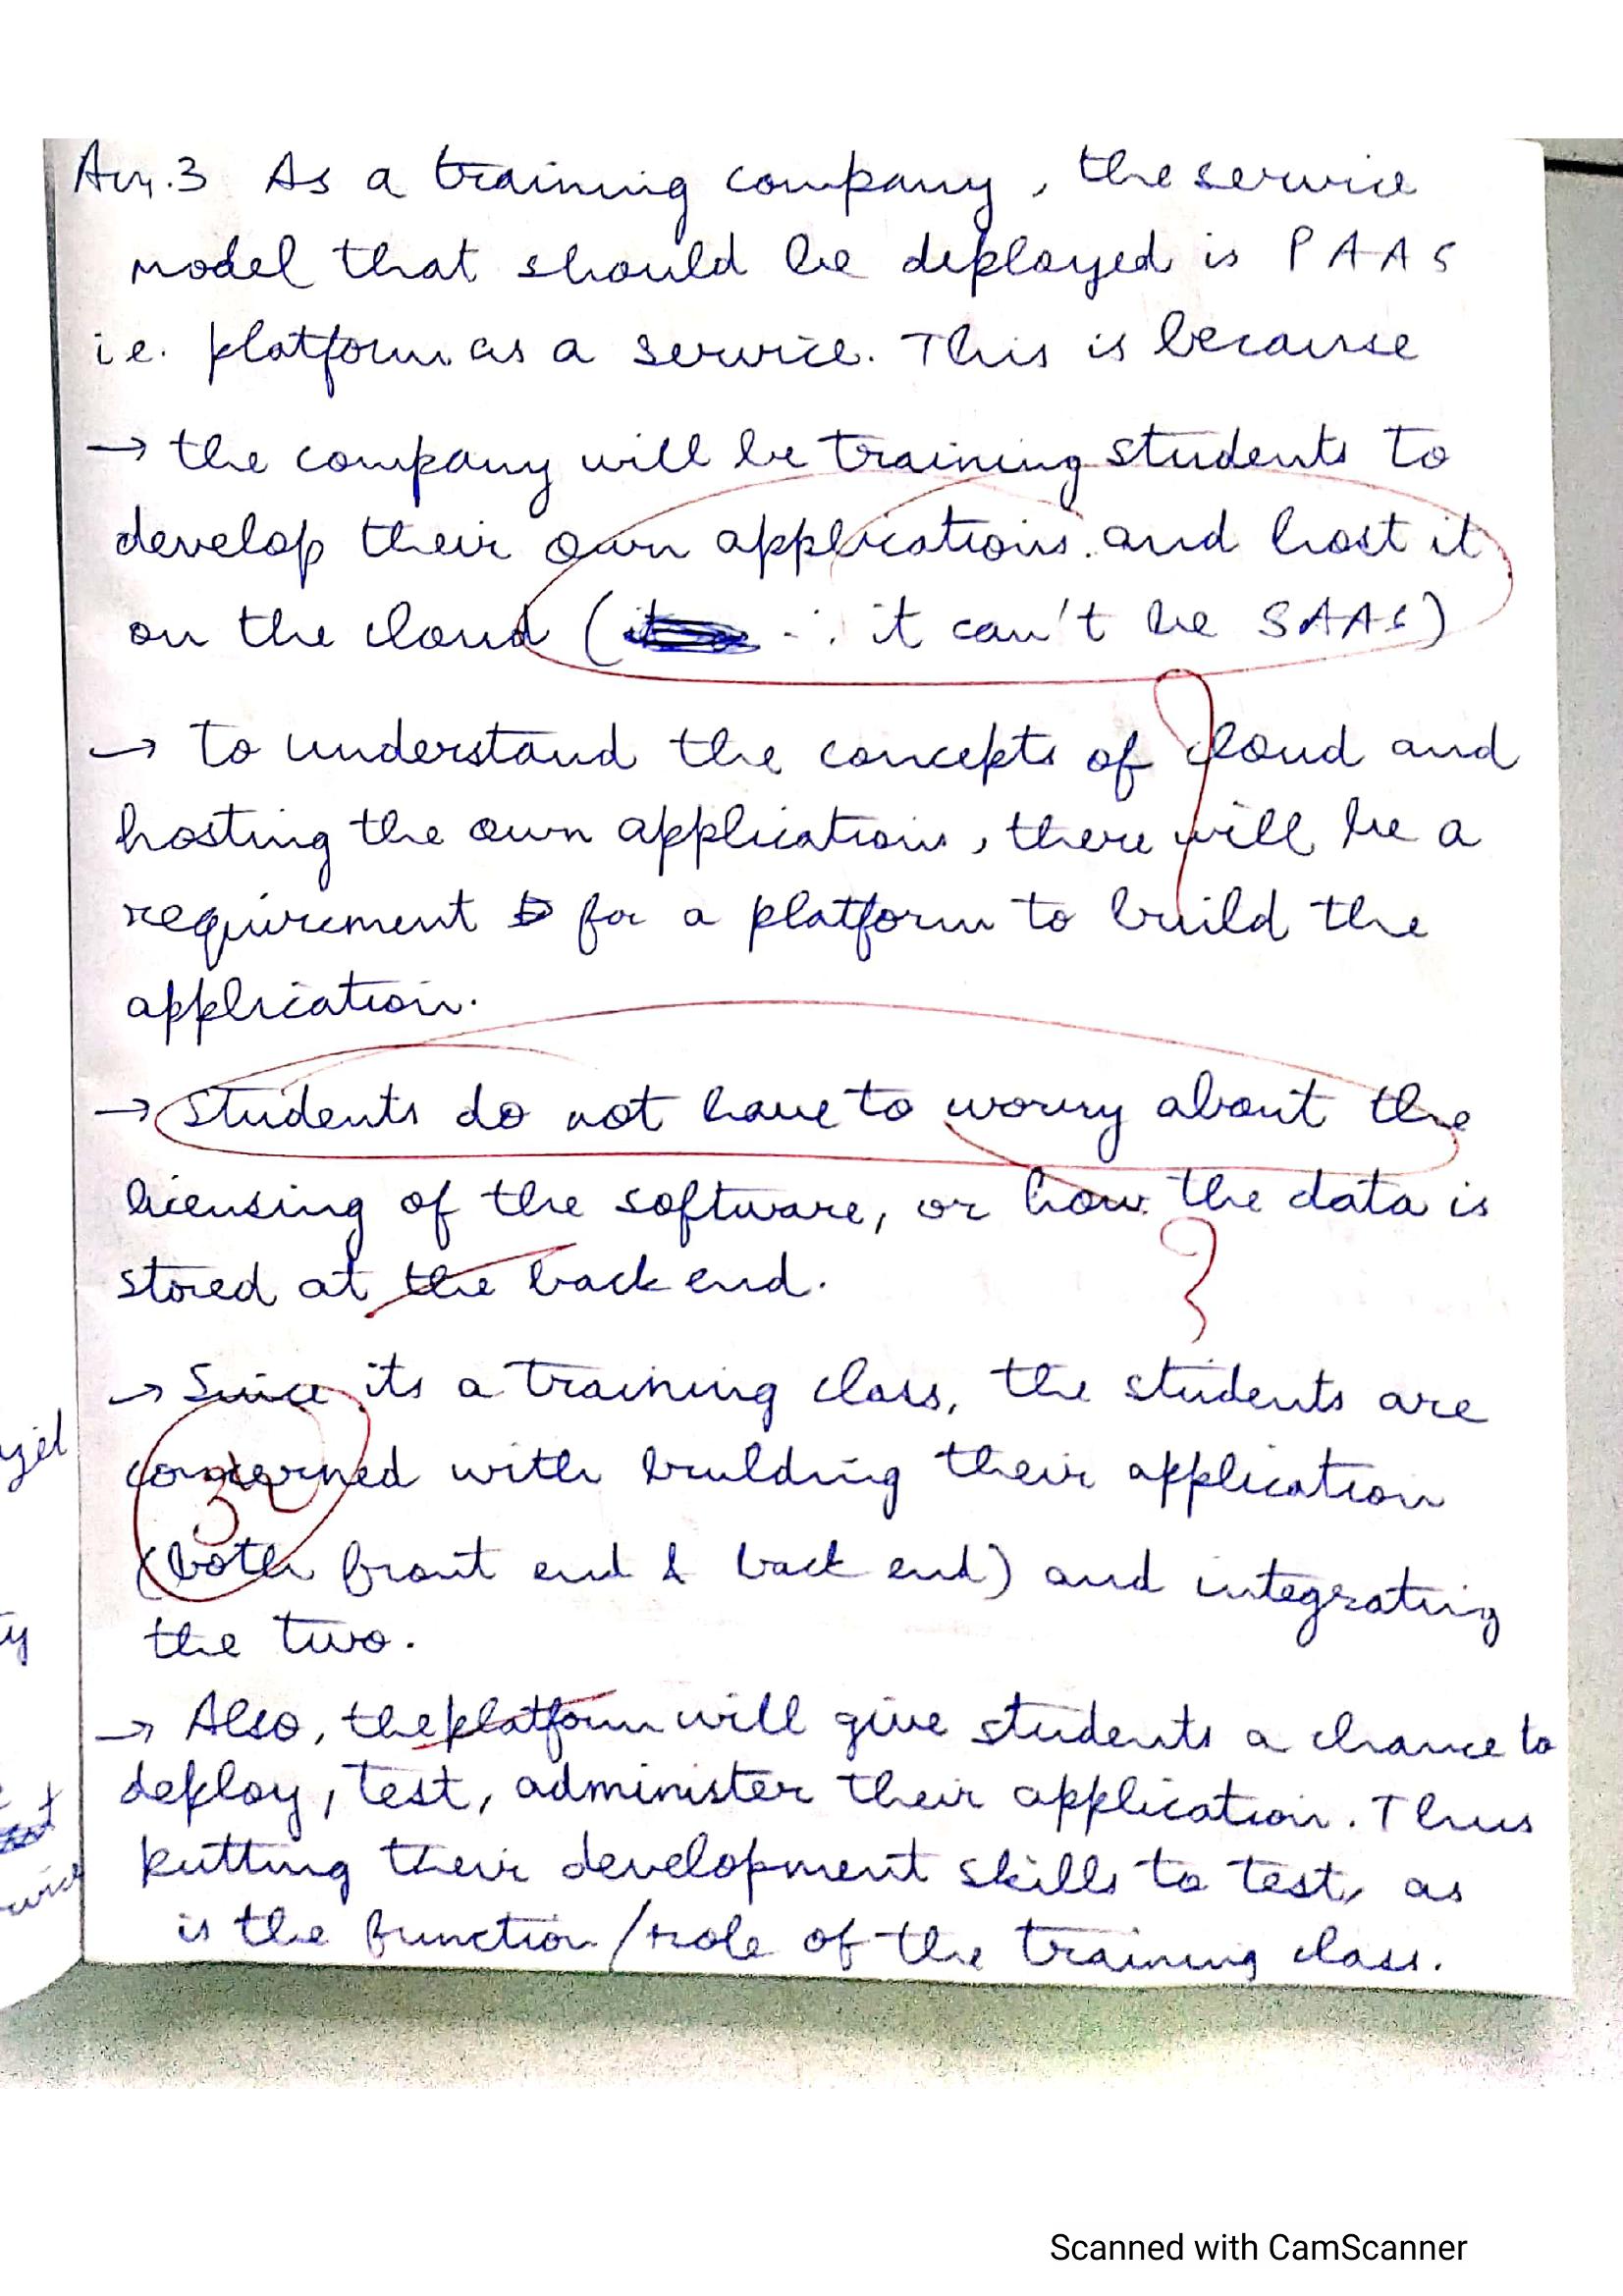 Ans.3 As a training company, the service
model that should be deployed is PAAS
i.e. platform as a service. This is because
→ the company will be training students to
develop their own applications. and host it
on the cloud ( ∴ it can't be SAAS)
→ to understand the concepts of cloud and
hosting the own application, there will be a
requirement for a platform to build the
application.
→ students do not have to worry about the
licensing of the software, or how the data is
stored at the back end.
→ Since its a training class, the students are
concerned with building their application
(both front end & back end) and integrating
the two.
→ Also, the platform will give students a chance to
deploy, test, administer their application. Thus
putting their development skills to test, as
is the function/role of the training class.
Scanned with CamScanner